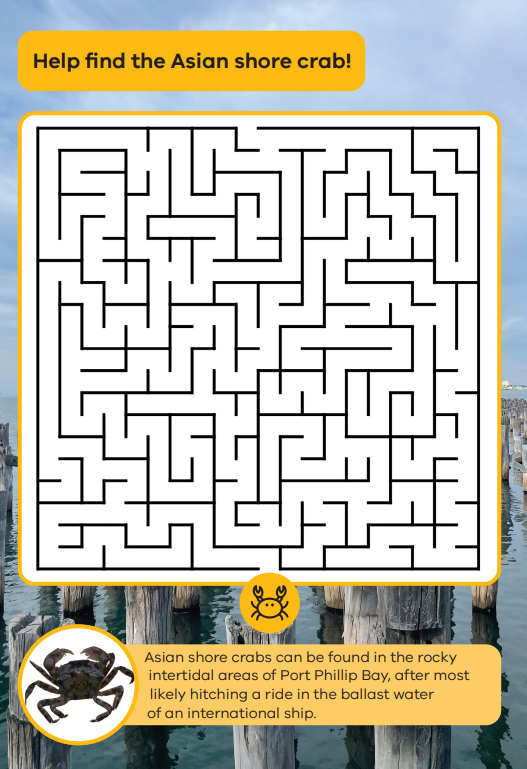 Help find the Asian shore crab!
Asian shore crabs can be found in the rocky
intertidal areas of Port Phillip Bay, after most
likely hitching a ride in the ballast water
of an international ship.